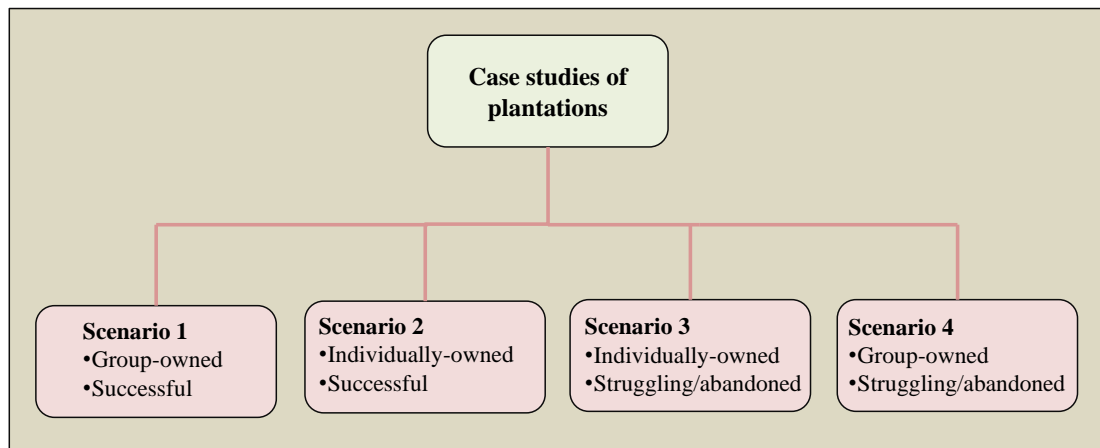 Case studies of
plantations
Scenario 1
•Group-owned
•Successful
Scenario 2
•Individually-owned
•Successful
Scenario 3
•Individually-owned
•Struggling/abandoned
Scenario 4
•Group-owned
•Struggling/abandoned